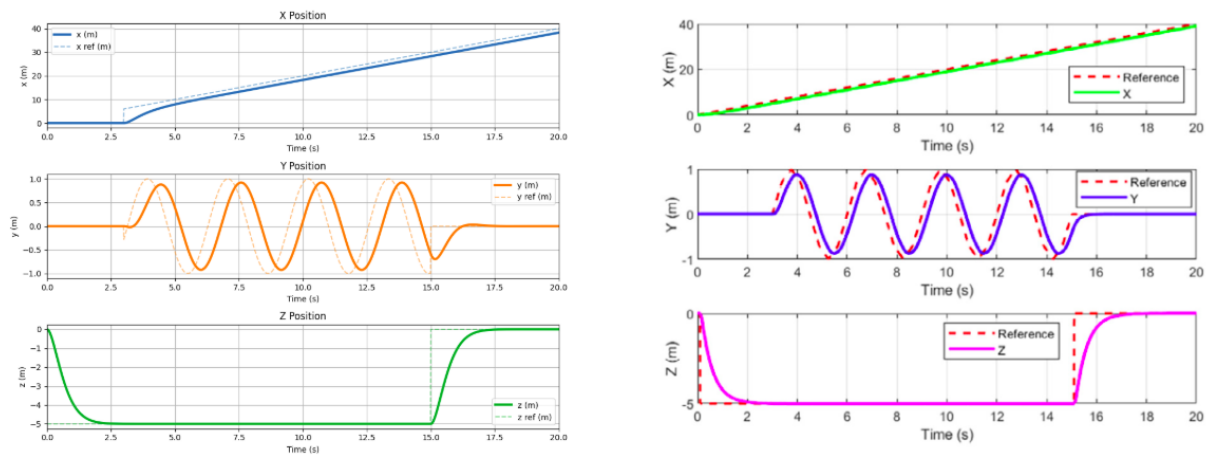 X Position
40
30
20
10
0
x (m)
x (m)
x ref (m)
0.0 2.5 5.0 7.5 10.0 12.5 15.0 17.5 20.0
Time (s)
Y Position
1.0
0.5
0.0
−0.5
−1.0
y (m)
y (m)
y ref (m)
0.0 2.5 5.0 7.5 10.0 12.5 15.0 17.5 20.0
Time (s)
Z Position
0
−1
−2
−3
−4
−5
z (m)
z (m)
z ref (m)
0.0 2.5 5.0 7.5 10.0 12.5 15.0 17.5 20.0
Time (s)
40
20
0
X (m)
Reference
X
0 2 4 6 8 10 12 14 16 18 20
Time (s)
1
0
-1
Y (m)
Reference
Y
0 2 4 6 8 10 12 14 16 18 20
Time (s)
0
-5
Z (m)
Reference
Z
0 2 4 6 8 10 12 14 16 18 20
Time (s)